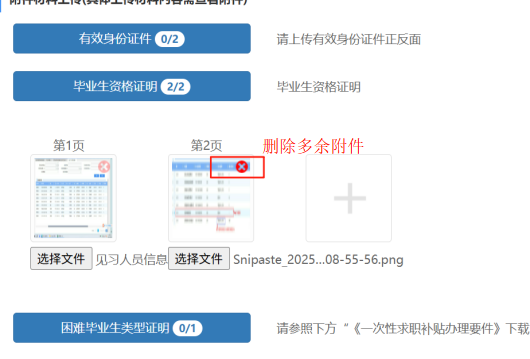 附件材料上传(具体上传材料内容需查看附件)
有效身份证件 0/2 请上传有效身份证件正反面
毕业生资格证明 2/2 毕业生资格证明
第1页 第2页 删除多余附件
选择文件 见习人员信息 选择文件 Snipaste_2025...08-55-56.png
困难毕业生类型证明 0/1 请参照下方“《一次性求职补贴办理要件》下载